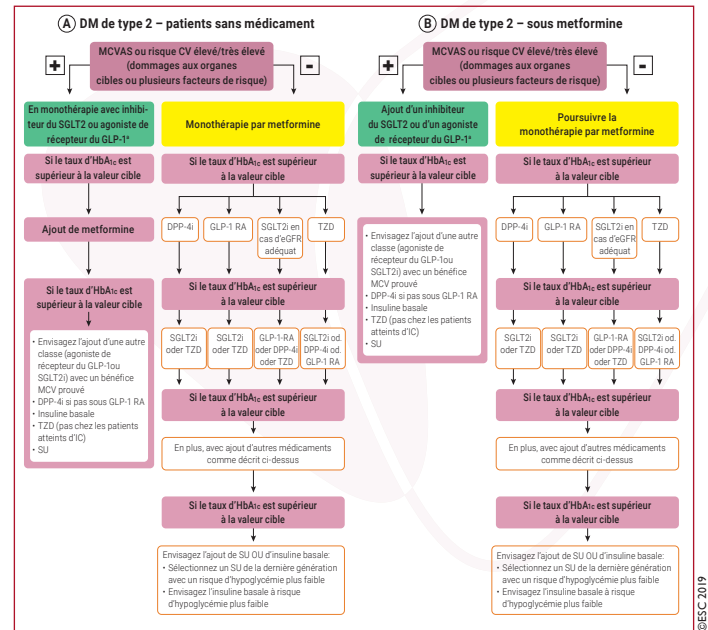 A DM de type 2 – patients sans médicament
MCVAS ou risque CV élevé/très élevé
(dommages aux organes
cibles ou plusieurs facteurs de risque)
+
-
En monothérapie avec inhibi-
teur du SGLT2 ou agoniste de
récepteur du GLP-1ᵃ
Si le taux d'HbA1c est
supérieur à la valeur cible
Ajout de metformine
Si le taux d'HbA1c est
supérieur à la valeur cible
• Envisagez l'ajout d'une autre
classe (agoniste de
récepteur du GLP-1ou
SGLT2i) avec un bénéfice
MCV prouvé
• DPP-4i si pas sous GLP-1 RA
• Insuline basale
• TZD (pas chez les patients
atteints d'IC)
• SU
Monothérapie par metformine
Si le taux d'HbA1c est supérieur
à la valeur cible
DPP-4i
GLP-1 RA
SGLT2i en
cas d'eGFR
adéquat
TZD
Si le taux d'HbA1c est supérieur
à la valeur cible
SGLT2i
oder TZD
SGLT2i
oder TZD
GLP-1-RA
oder DPP-4i
oder TZD
SGLT2i od.
DPP-4i od.
GLP-1 RA
Si le taux d'HbA1c est supérieur
à la valeur cible
En plus, avec ajout d'autres médicaments
comme décrit ci-dessus
Si le taux d'HbA1c est supérieur
à la valeur cible
Envisagez l'ajout de SU OU d'insuline basale:
• Sélectionnez un SU de la dernière génération
avec un risque d'hypoglycémie plus faible
• Envisagez l'insuline basale à risque
d'hypoglycémie plus faible
B DM de type 2 – sous metformine
MCVAS ou risque CV élevé/très élevé
(dommages aux organes
cibles ou plusieurs facteurs de risque)
+
-
Ajout d'un inhibiteur
du SGLT2 ou d'un agoniste
de récepteur du GLP-1ᵃ
Si le taux d'HbA1c est
supérieur à la valeur cible
• Envisagez l'ajout d'une autre
classe (agoniste de
récepteur du GLP-1ou
SGLT2i) avec un bénéfice
MCV prouvé
• DPP-4i si pas sous GLP-1 RA
• Insuline basale
• TZD (pas chez les patients
atteints d'IC)
• SU
Poursuivre la
monothérapie par metformine
Si le taux d'HbA1c est supérieur
à la valeur cible
DPP-4i
GLP-1 RA
SGLT2i en
cas d'eGFR
adéquat
TZD
Si le taux d'HbA1c est supérieur
à la valeur cible
SGLT2i
oder TZD
SGLT2i
oder TZD
GLP-1-RA
oder DPP-4i
oder TZD
SGLT2i od.
DPP-4i od.
GLP-1 RA
Si le taux d'HbA1c est supérieur
à la valeur cible
En plus, avec ajout d'autres médicaments
comme décrit ci-dessus
Si le taux d'HbA1c est supérieur
à la valeur cible
Envisagez l'ajout de SU OU d'insuline basale:
• Sélectionnez un SU de la dernière génération
avec un risque d'hypoglycémie plus faible
• Envisagez l'insuline basale à risque
d'hypoglycémie plus faible
©ESC 2019